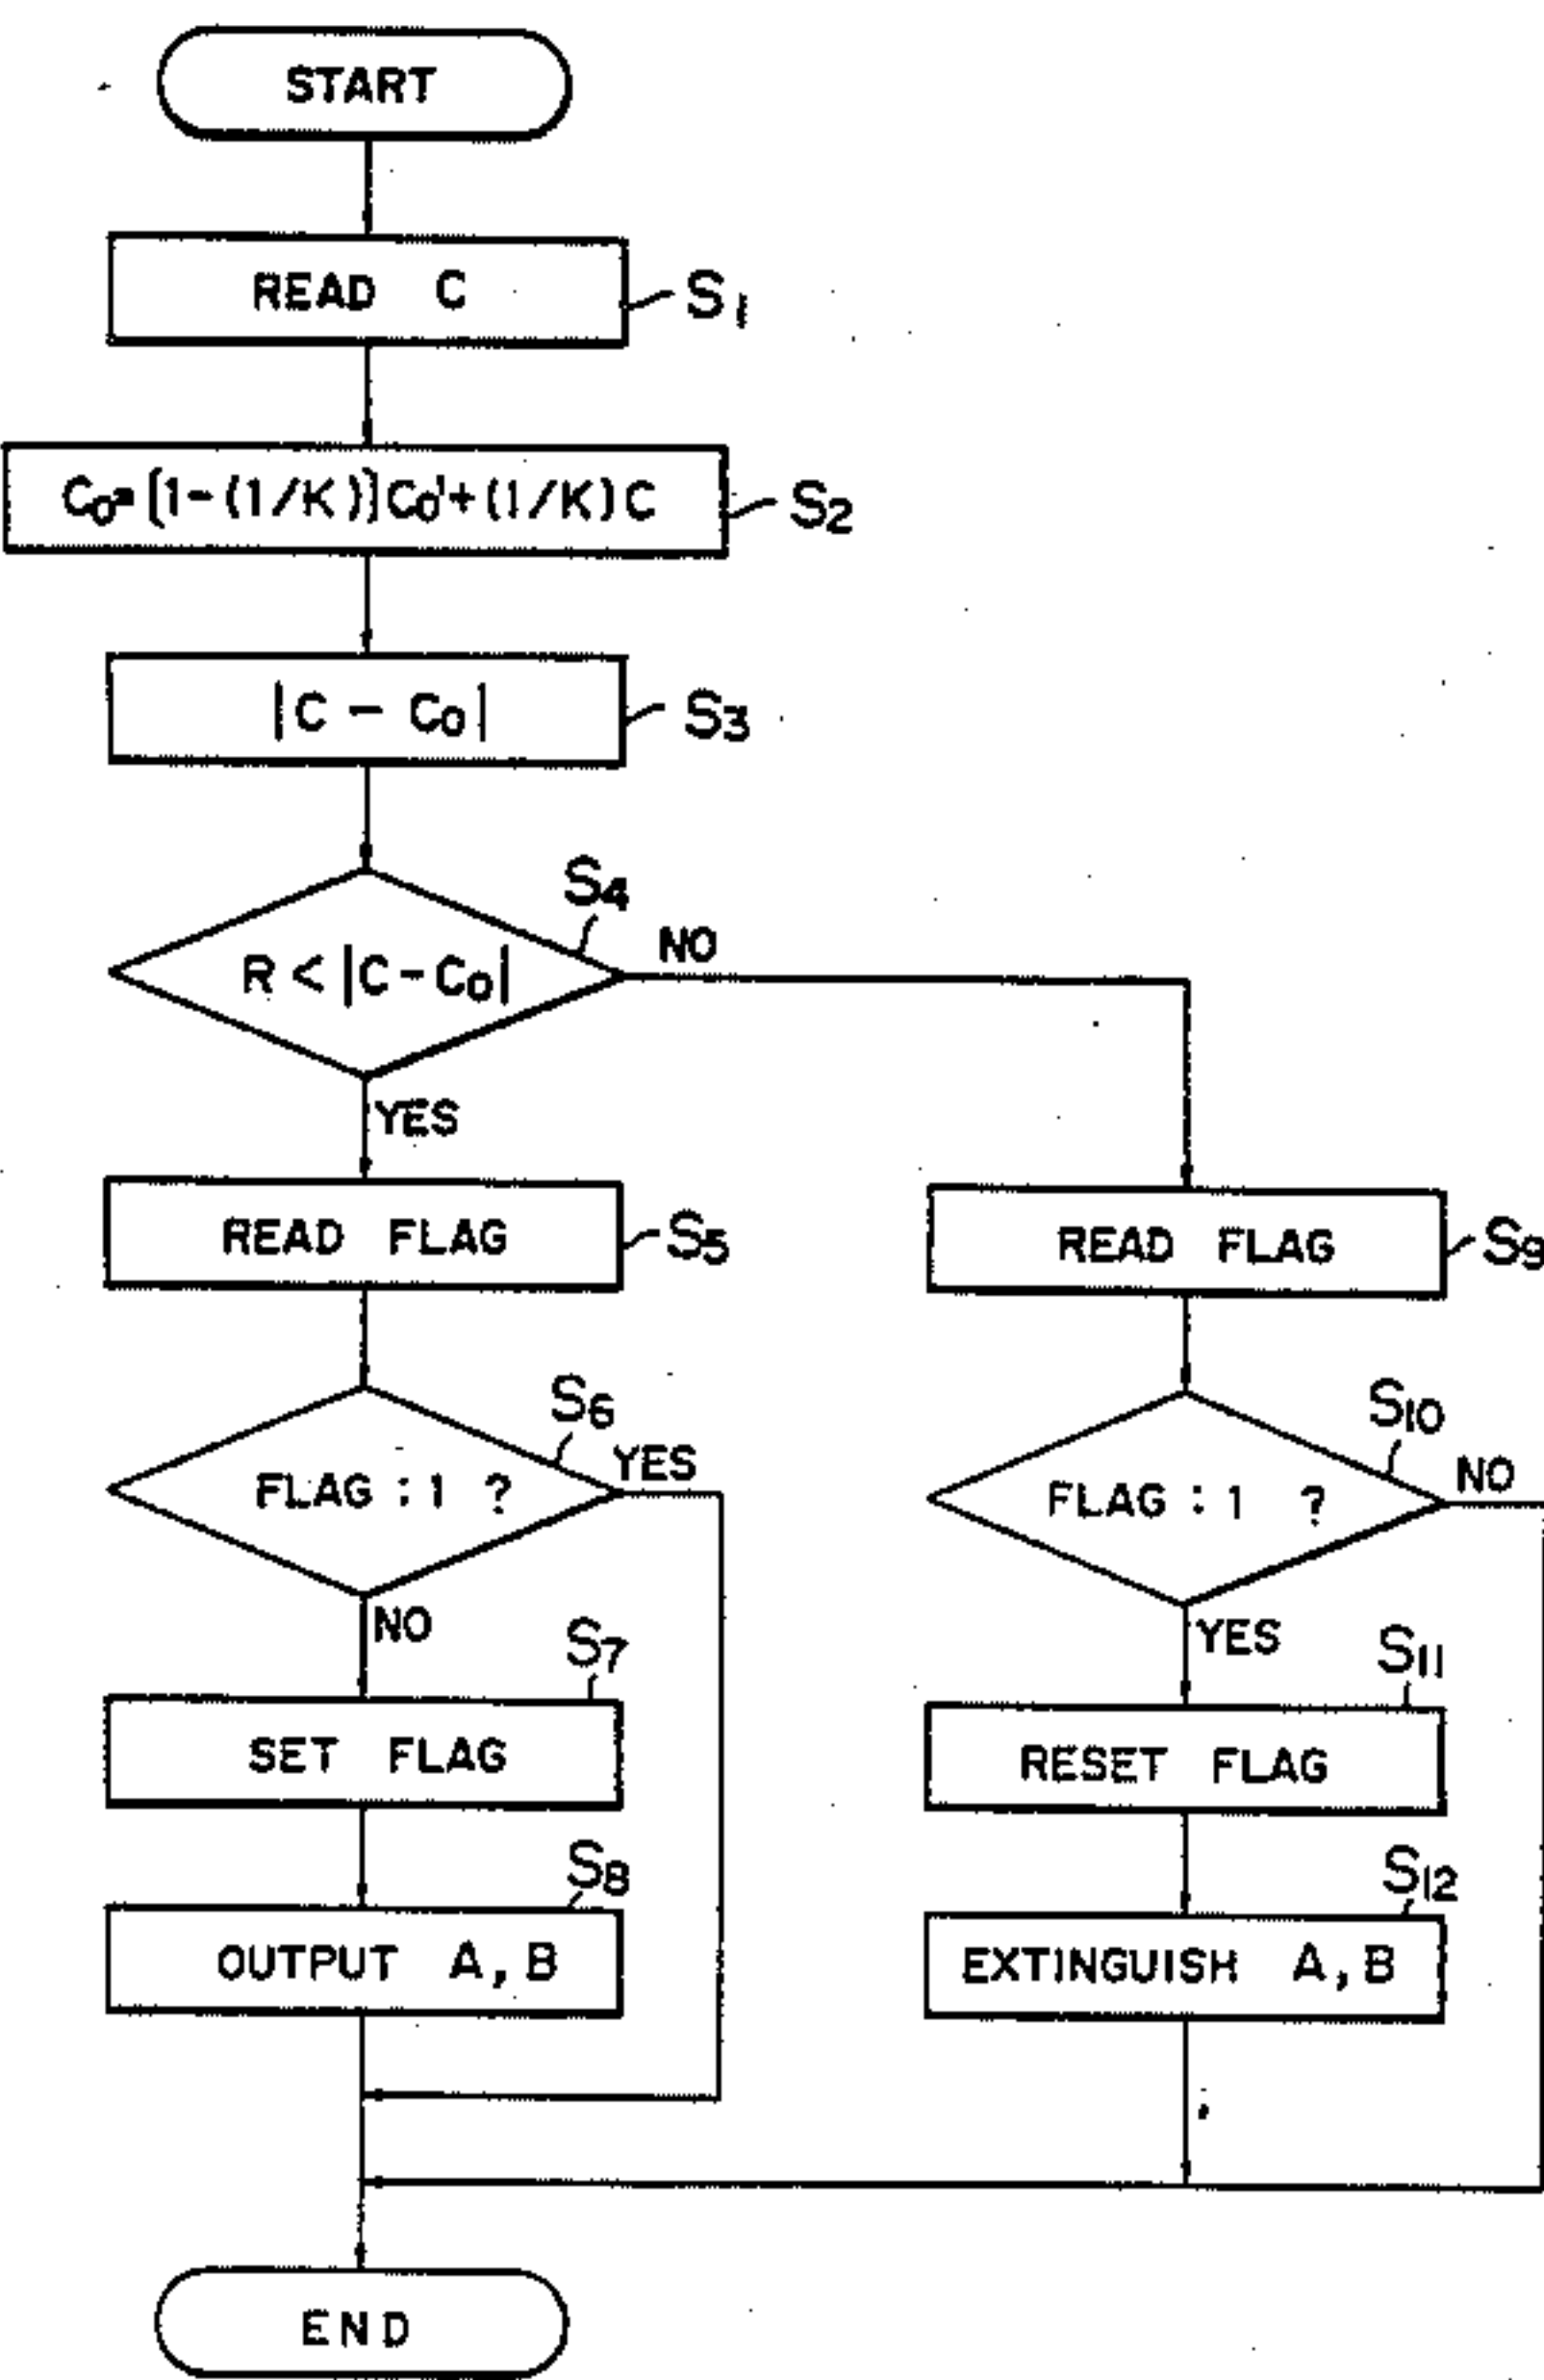 START
READ C
S1
C0=[1-(1/K)]C0'+(1/K)C
S2
|C - C0|
S3
S4
R < |C-C0|
NO
YES
READ FLAG
S5
READ FLAG
S9
S6
FLAG : 1 ?
YES
S10
FLAG : 1 ?
NO
NO
YES
S7
SET FLAG
S11
RESET FLAG
S8
OUTPUT A, B
S12
EXTINGUISH A, B
END